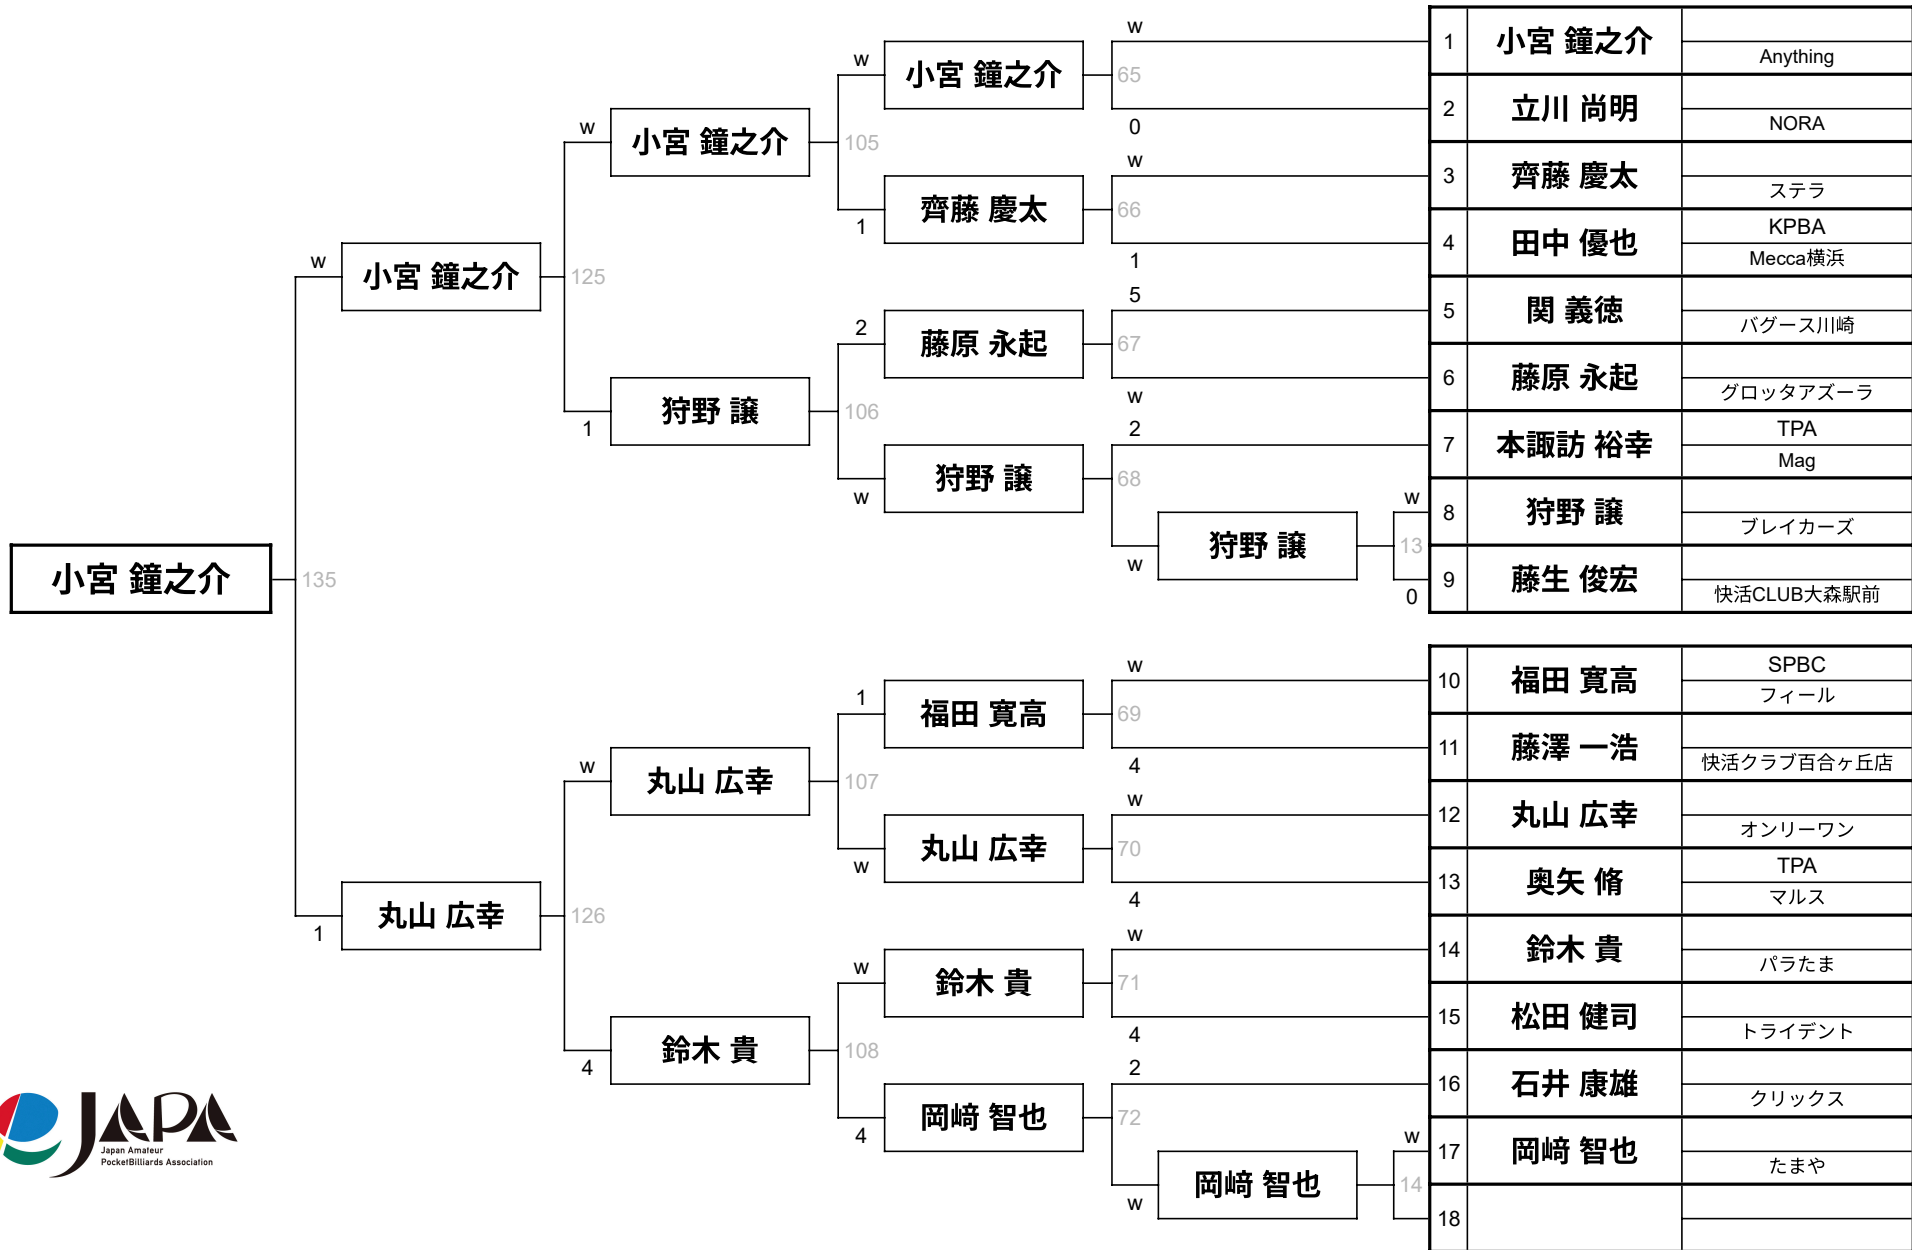 1 小宮 鐘之介 Anything
2 立川 尚明 NORA
3 齊藤 慶太 ステラ
4 田中 優也 KPBA Mecca横浜
5 関 義徳 バグース川崎
6 藤原 永起 グロッタアズーラ
7 本諏訪 裕幸 TPA Mag
8 狩野 譲 ブレイカーズ
9 藤生 俊宏 快活CLUB大森駅前
10 福田 寛高 SPBC フィール
11 藤澤 一浩 快活クラブ百合ヶ丘店
12 丸山 広幸 オンリーワン
13 奥矢 脩 TPA マルス
14 鈴木 貴 パラたま
15 松田 健司 トライデント
16 石井 康雄 クリックス
17 岡﨑 智也 たまや
18
w
13
0
狩野 譲
w
14
岡﨑 智也
w
65
0
w
66
1
5
67
w
2
68
w
w
69
4
w
70
4
w
71
4
2
72
w
w
小宮 鐘之介
105
齊藤 慶太
1
2
藤原 永起
106
狩野 譲
w
1
福田 寛高
107
丸山 広幸
w
w
鈴木 貴
108
岡﨑 智也
4
w
小宮 鐘之介
125
狩野 譲
1
w
丸山 広幸
126
鈴木 貴
4
w
小宮 鐘之介
135
丸山 広幸
1
小宮 鐘之介
JAPA
Japan Amateur
PocketBilliards Association